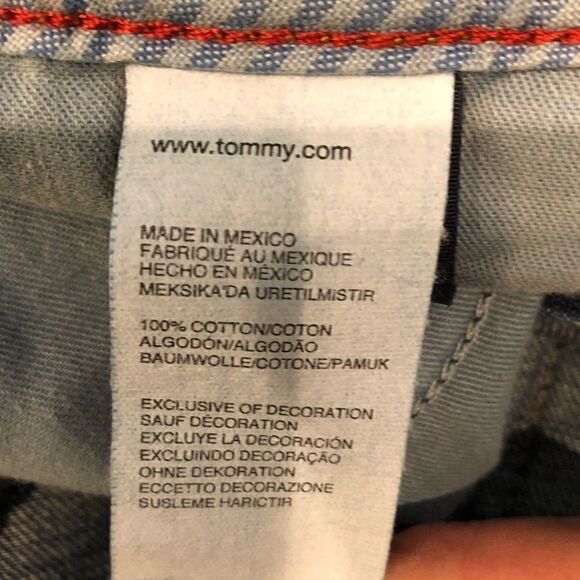 www.tommy.com
MADE IN MEXICO
FABRIQUÉ AU MEXIQUE
HECHO EN MÉXICO
MEKSIKA'DA URETILMISTIR
100% COTTON/COTON
ALGODÓN/ALGODÃO
BAUMWOLLE/COTONE/PAMUK
EXCLUSIVE OF DECORATION
SAUF DÉCORATION
EXCLUYE LA DECORACIÓN
EXCLUINDO DECORAÇÃO
OHNE DEKORATION
ECCETTO DECORAZIONE
SUSLEME HARICTIR